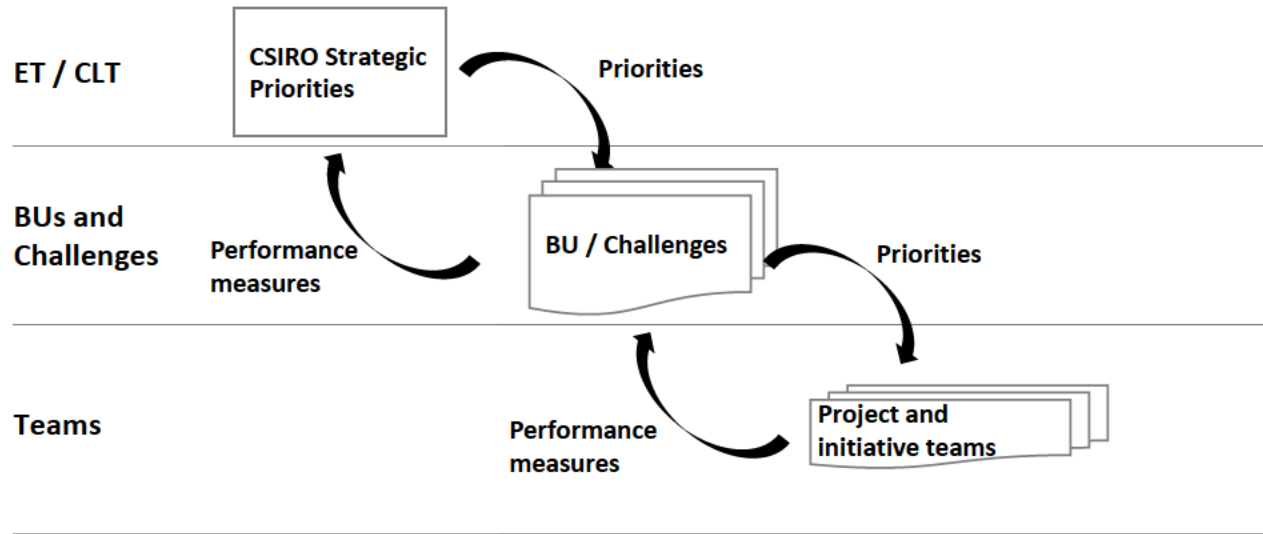 ET / CLT
CSIRO Strategic
Priorities
Priorities
BUs and
Challenges
Performance
measures
BU / Challenges
Priorities
Teams
Performance
measures
Project and
initiative teams